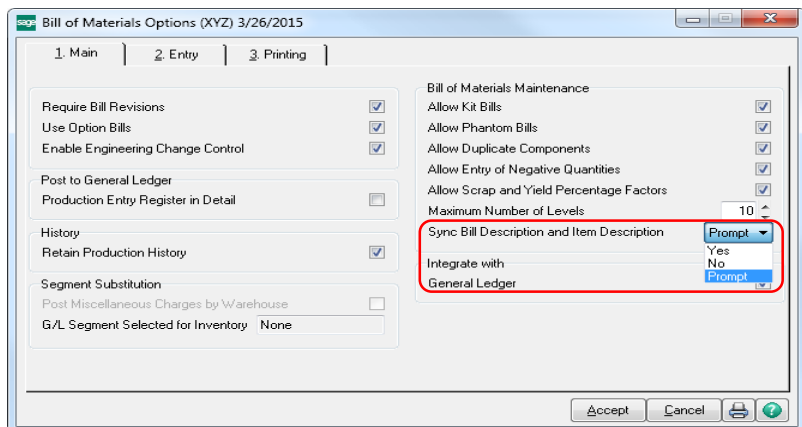 sage Bill of Materials Options (XYZ) 3/26/2015
1. Main 2. Entry 3. Printing
Require Bill Revisions
Use Option Bills
Enable Engineering Change Control
Post to General Ledger
Production Entry Register in Detail
History
Retain Production History
Segment Substitution
Post Miscellaneous Charges by Warehouse
G/L Segment Selected for Inventory None
Bill of Materials Maintenance
Allow Kit Bills
Allow Phantom Bills
Allow Duplicate Components
Allow Entry of Negative Quantities
Allow Scrap and Yield Percentage Factors
Maximum Number of Levels 10
Sync Bill Description and Item Description Prompt
Yes
No
Prompt
Integrate with
General Ledger
Accept Cancel ?